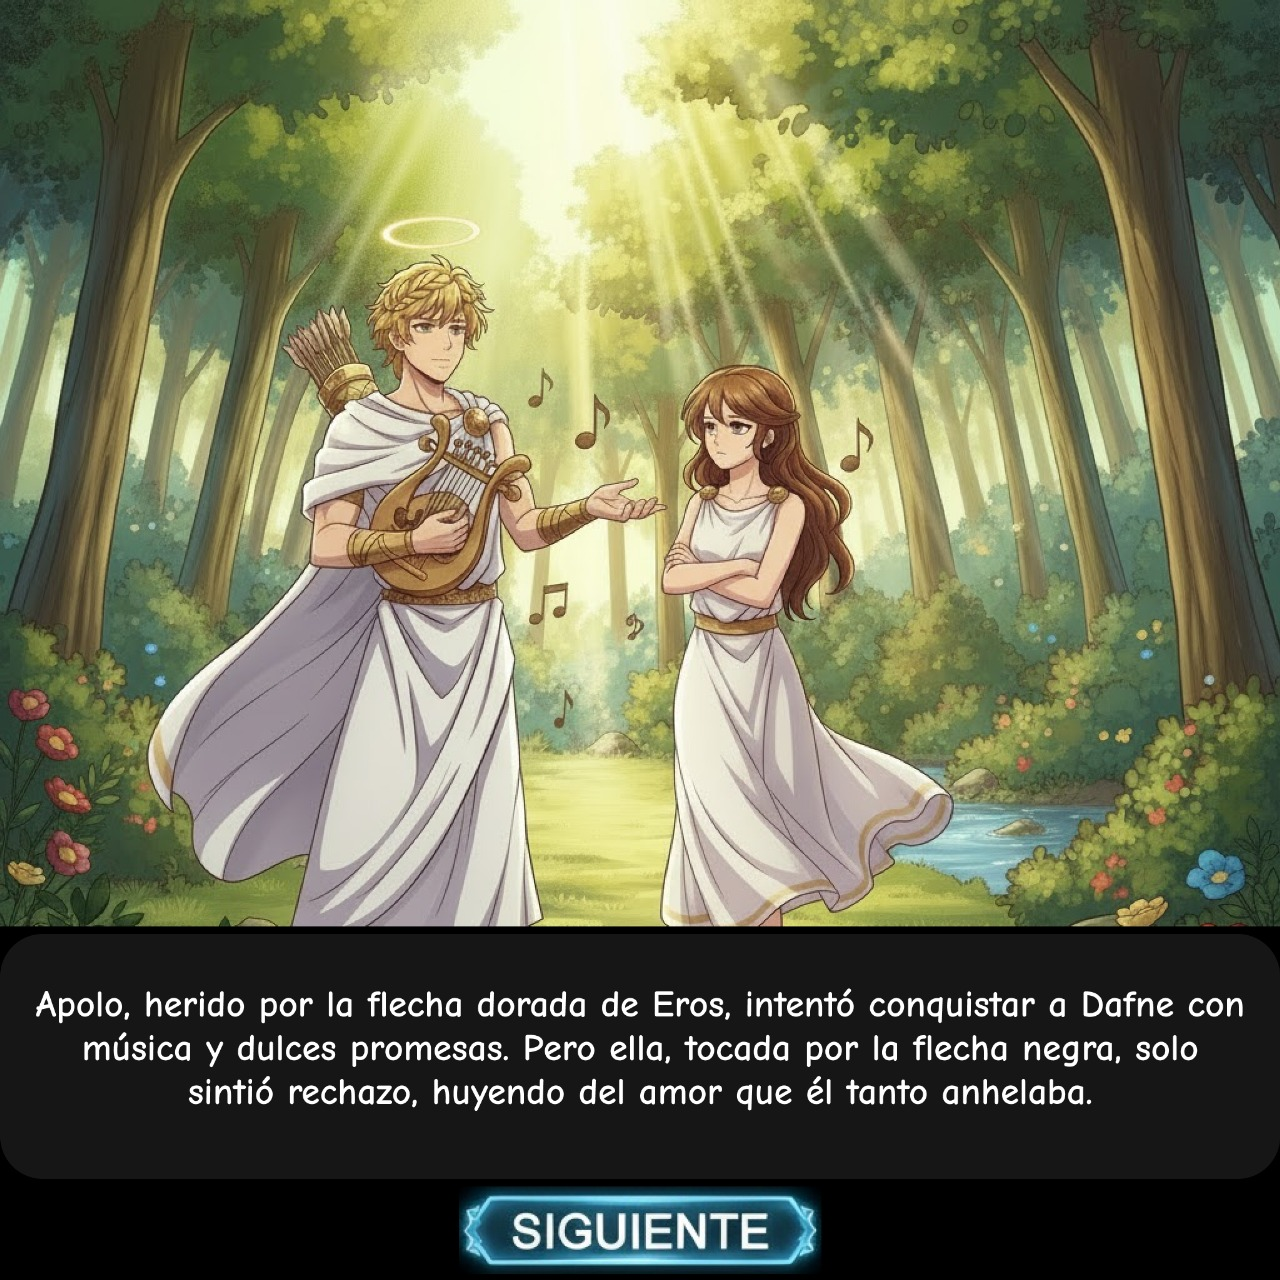 Apolo, herido por la flecha dorada de Eros, intentó conquistar a Dafne con
música y dulces promesas. Pero ella, tocada por la flecha negra, solo
sintió rechazo, huyendo del amor que él tanto anhelaba.
SIGUIENTE